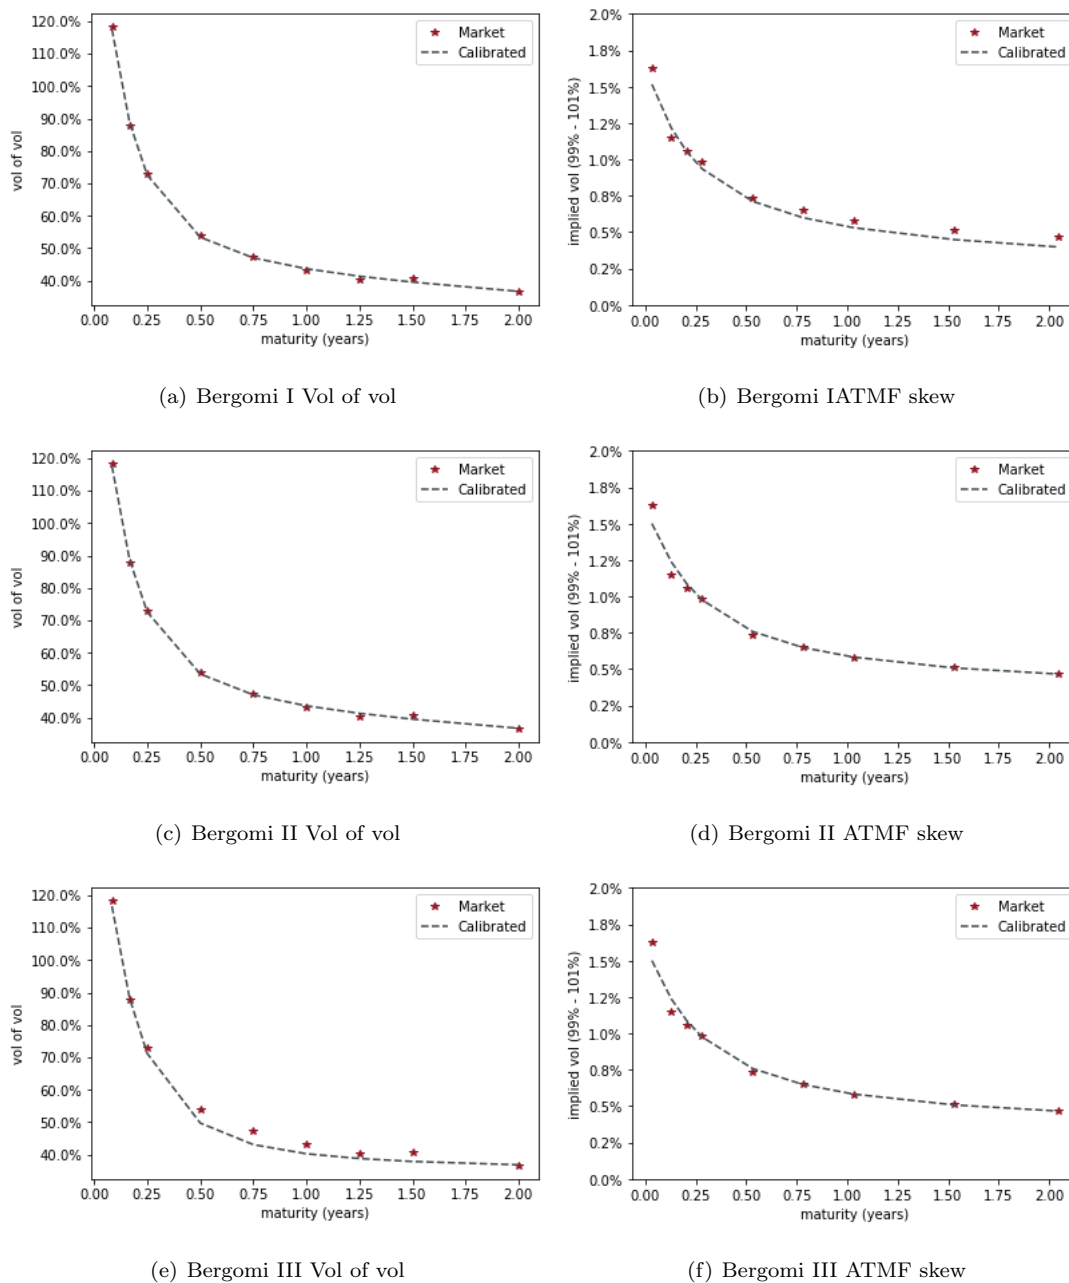 120.0%
110.0%
100.0%
90.0%
80.0%
70.0%
60.0%
50.0%
40.0%
vol of vol
Market
Calibrated
0.00 0.25 0.50 0.75 1.00 1.25 1.50 1.75 2.00
maturity (years)
(a) Bergomi I Vol of vol
2.0%
1.8%
1.5%
1.2%
1.0%
0.8%
0.5%
0.2%
0.0%
implied vol (99% - 101%)
Market
Calibrated
0.00 0.25 0.50 0.75 1.00 1.25 1.50 1.75 2.00
maturity (years)
(b) Bergomi IATMF skew
120.0%
110.0%
100.0%
90.0%
80.0%
70.0%
60.0%
50.0%
40.0%
vol of vol
Market
Calibrated
0.00 0.25 0.50 0.75 1.00 1.25 1.50 1.75 2.00
maturity (years)
(c) Bergomi II Vol of vol
2.0%
1.8%
1.5%
1.2%
1.0%
0.8%
0.5%
0.2%
0.0%
implied vol (99% - 101%)
Market
Calibrated
0.00 0.25 0.50 0.75 1.00 1.25 1.50 1.75 2.00
maturity (years)
(d) Bergomi II ATMF skew
120.0%
110.0%
100.0%
90.0%
80.0%
70.0%
60.0%
50.0%
40.0%
vol of vol
Market
Calibrated
0.00 0.25 0.50 0.75 1.00 1.25 1.50 1.75 2.00
maturity (years)
(e) Bergomi III Vol of vol
2.0%
1.8%
1.5%
1.2%
1.0%
0.8%
0.5%
0.2%
0.0%
implied vol (99% - 101%)
Market
Calibrated
0.00 0.25 0.50 0.75 1.00 1.25 1.50 1.75 2.00
maturity (years)
(f) Bergomi III ATMF skew